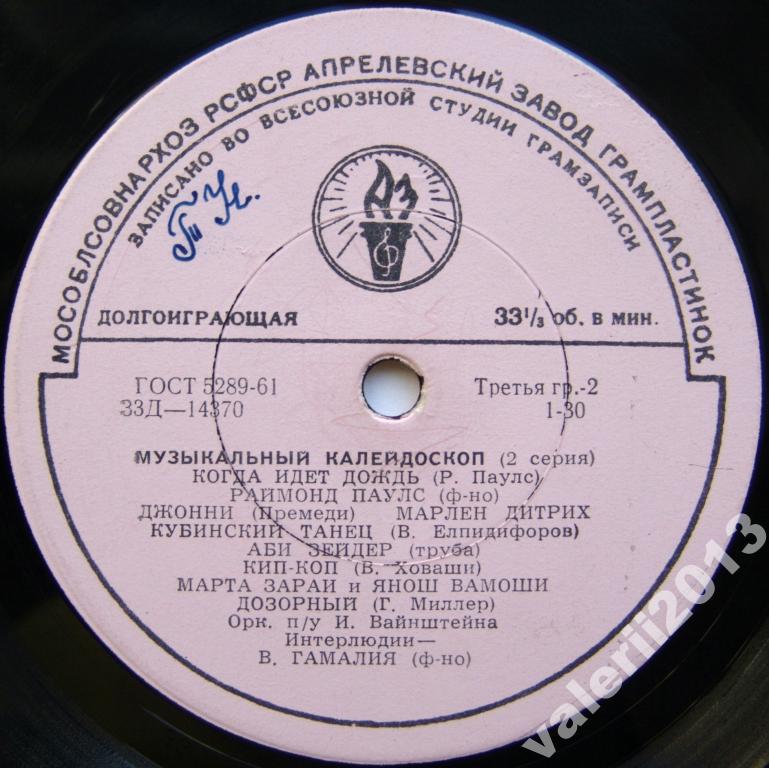 МОСОБЛСОВНАРХОЗ РСФСР АПРЕЛЕВСКИЙ ЗАВОД ГРАМПЛАСТИНОК
ЗАПИСАНО ВО ВСЕСОЮЗНОЙ СТУДИИ ГРАМЗАПИСИ
АЗ
ДОЛГОИГРАЮЩАЯ 33 1/3 об. в мин.
ГОСТ 5289-61 Третья гр.-2
33Д—14370 1-30
МУЗЫКАЛЬНЫЙ КАЛЕЙДОСКОП (2 серия)
КОГДА ИДЕТ ДОЖДЬ (Р. Паулс)
РАЙМОНД ПАУЛС (ф-но)
ДЖОННИ (Премеди) МАРЛЕН ДИТРИХ
КУБИНСКИЙ ТАНЕЦ (В. Елпидифоров)
АБИ ЗЕЙДЕР (труба)
КИП-КОП (В. Ховаши)
МАРТА ЗАРАИ и ЯНОШ ВАМОШИ
ДОЗОРНЫЙ (Г. Миллер)
Орк. п/у И. Вайнштейна
Интерлюдии—
В. ГАМАЛИЯ (ф-но)
valerii2013